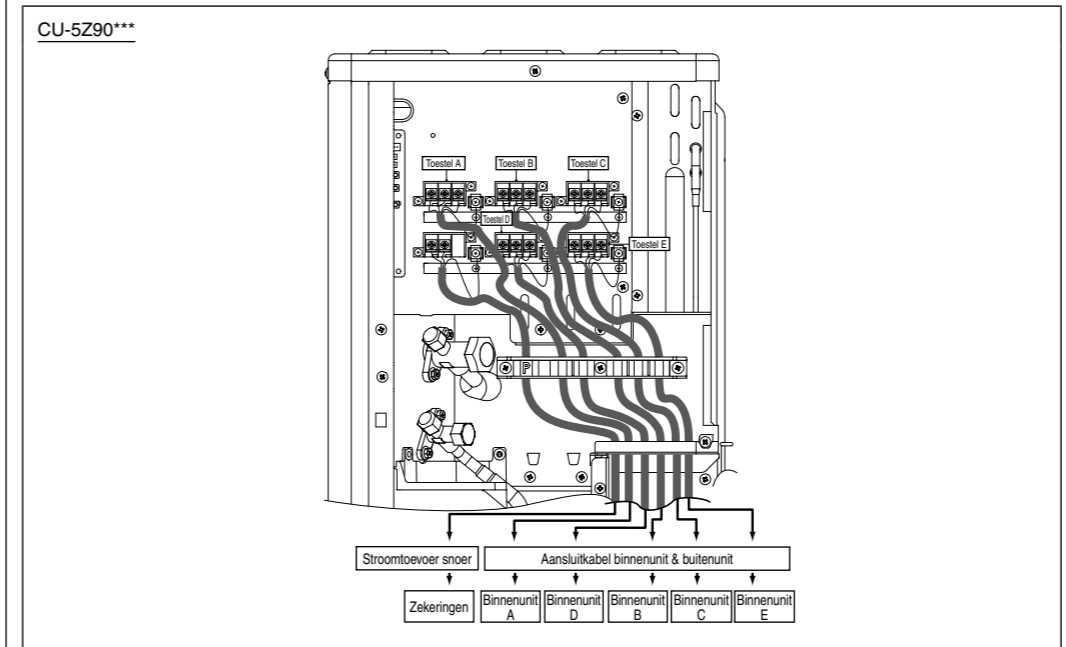 CU-5Z90***
Toestel A
Toestel B
Toestel C
Toestel D
Toestel E
P
Stroomtoevoer snoer
Aansluitkabel binnenunit & buitenunit
Zekeringen
Binnenunit
A
Binnenunit
D
Binnenunit
B
Binnenunit
C
Binnenunit
E